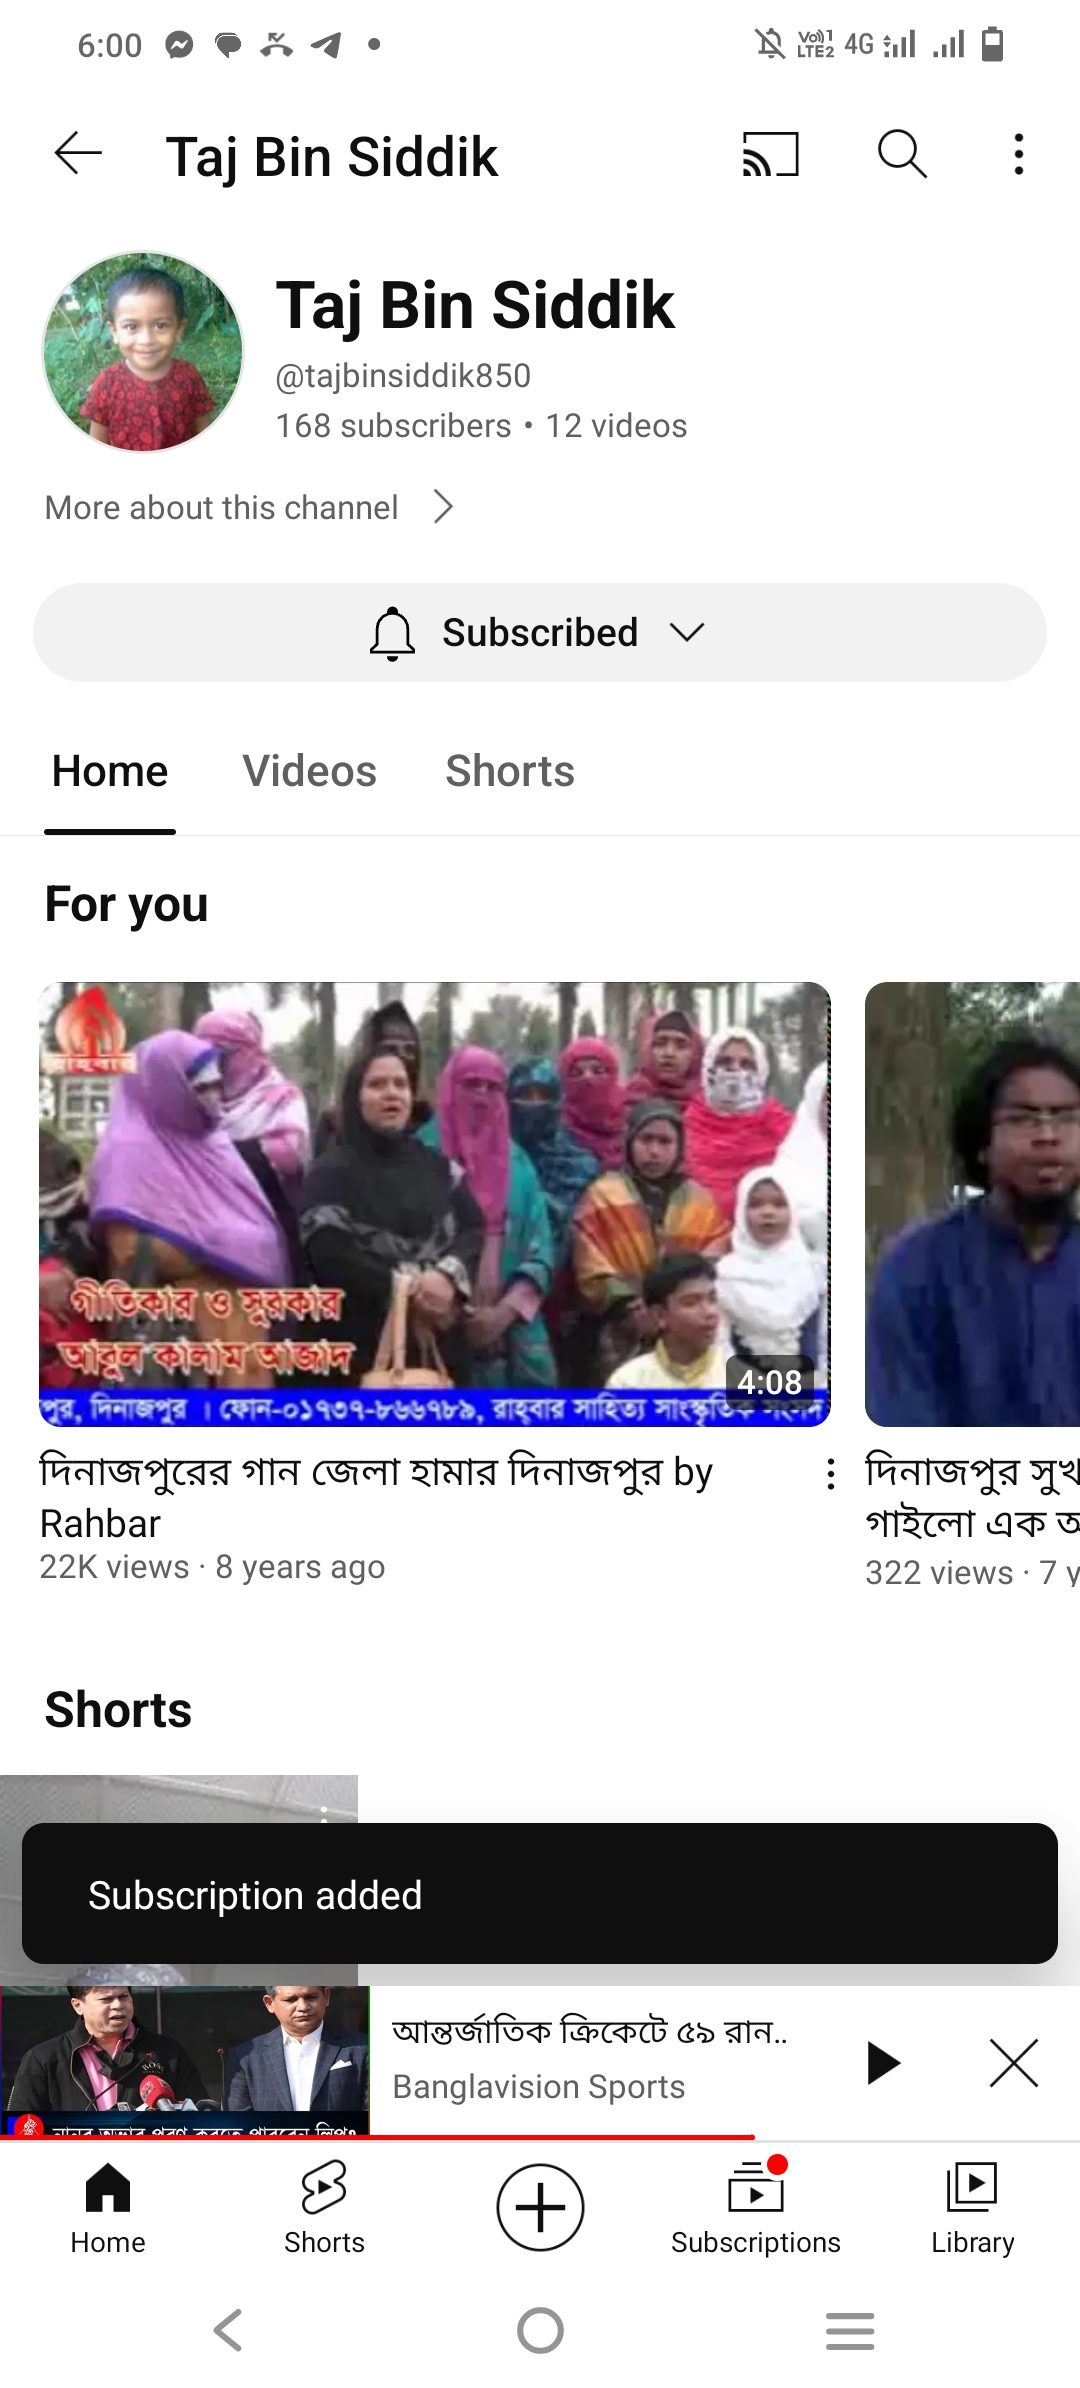 6:00
Vo)) 1
LTE2
4G
Taj Bin Siddik
Taj Bin Siddik
@tajbinsiddik850
168 subscribers • 12 videos
More about this channel
Subscribed
Home Videos Shorts
For you
গীতিকার ও সুরকার
আবুল কালাম আজাদ
4:08
পুর, দিনাজপুর । ফোন-০১৭৩৭-৮৬৬৭৮৯, রাহবার সাহিত্য সাংস্কৃতিক সংসদ
দিনাজপুরের গান জেলা হামার দিনাজপুর by
Rahbar
22K views · 8 years ago
দিনাজপুর সুখ
গাইলো এক অ
322 views · 7 y
Shorts
Subscription added
আন্তর্জাতিক ক্রিকেটে ৫৯ রান..
Banglavision Sports
Home
Shorts
Subscriptions
Library